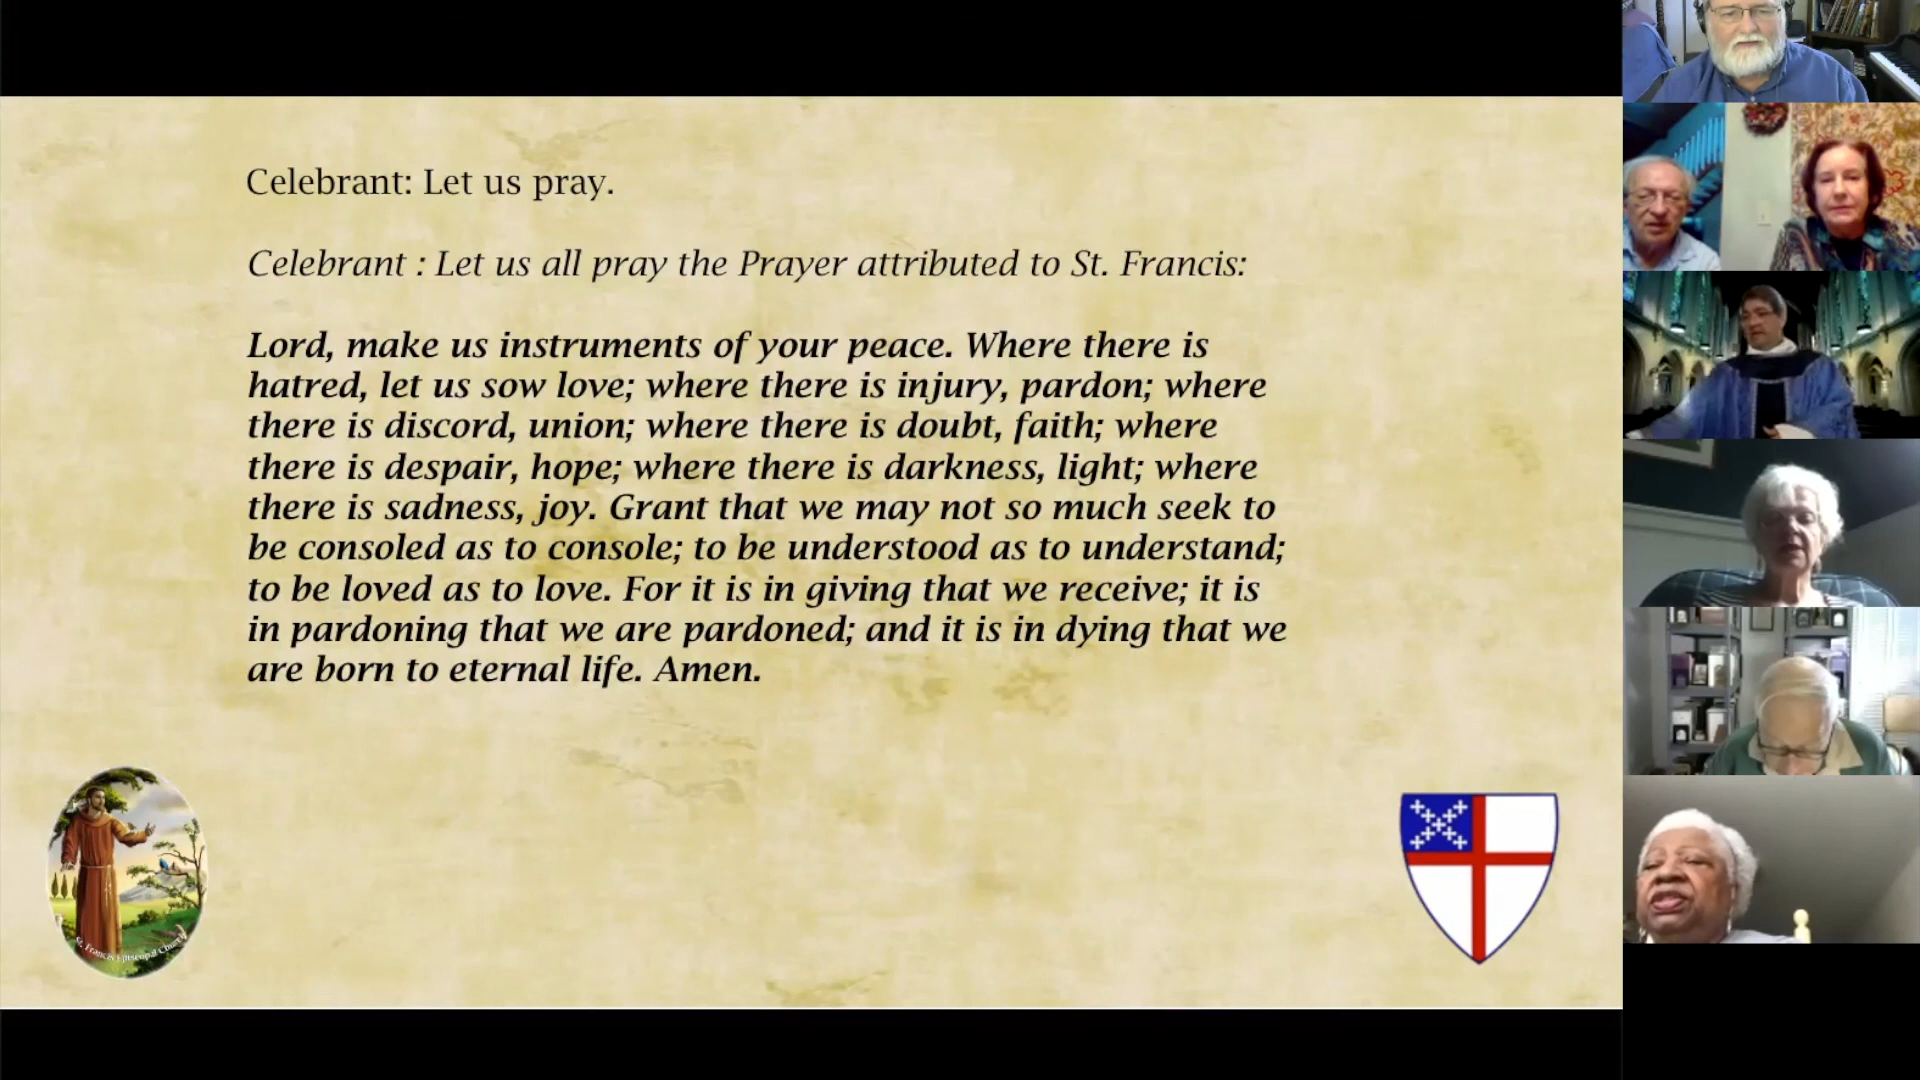 Celebrant: Let us pray.
Celebrant : Let us all pray the Prayer attributed to St. Francis:
Lord, make us instruments of your peace. Where there is
hatred, let us sow love; where there is injury, pardon; where
there is discord, union; where there is doubt, faith; where
there is despair, hope; where there is darkness, light; where
there is sadness, joy. Grant that we may not so much seek to
be consoled as to console; to be understood as to understand;
to be loved as to love. For it is in giving that we receive; it is
in pardoning that we are pardoned; and it is in dying that we
are born to eternal life. Amen.
St. Francis Episcopal Church